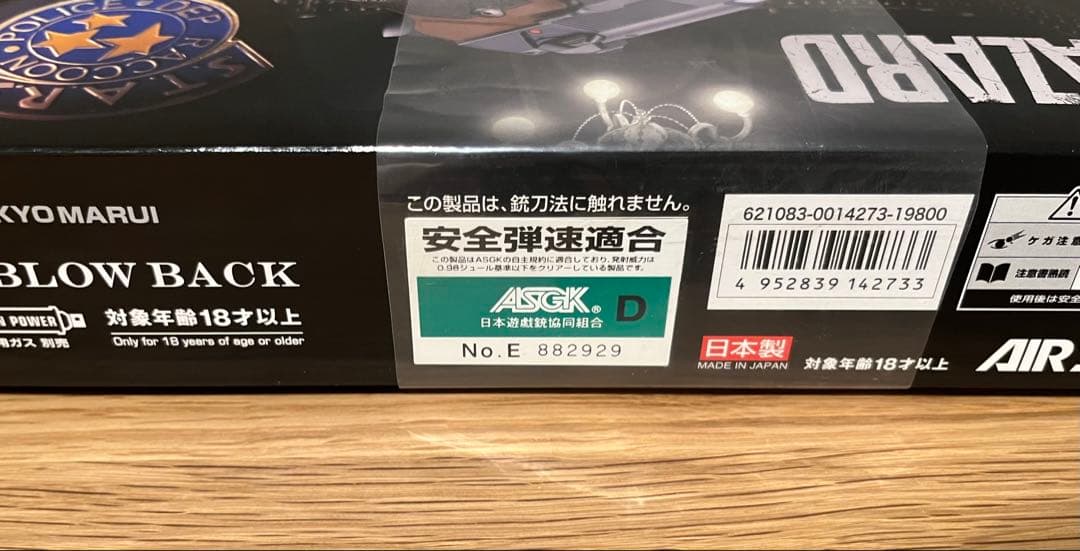 POLICE DEP
RACCOON
S.T.A.R.
AZARD
KYO MARUI
BLOW BACK
N POWER
用ガス 別売
対象年齢18才以上
Only for 18 years of age or older
この製品は、銃刀法に触れません。
安全弾速適合
この製品はASGKの自主規約に適合しており、発射威力は
0.98ジュール基準以下をクリアーしている製品です。
ASGK® D
日本遊戯銃協同組合
No.E 882929
621083-0014273-19800
4 952839 142733
日本製
MADE IN JAPAN
対象年齢18才以上
ケガ注意
注意書熟読
使用後は安全
AIR